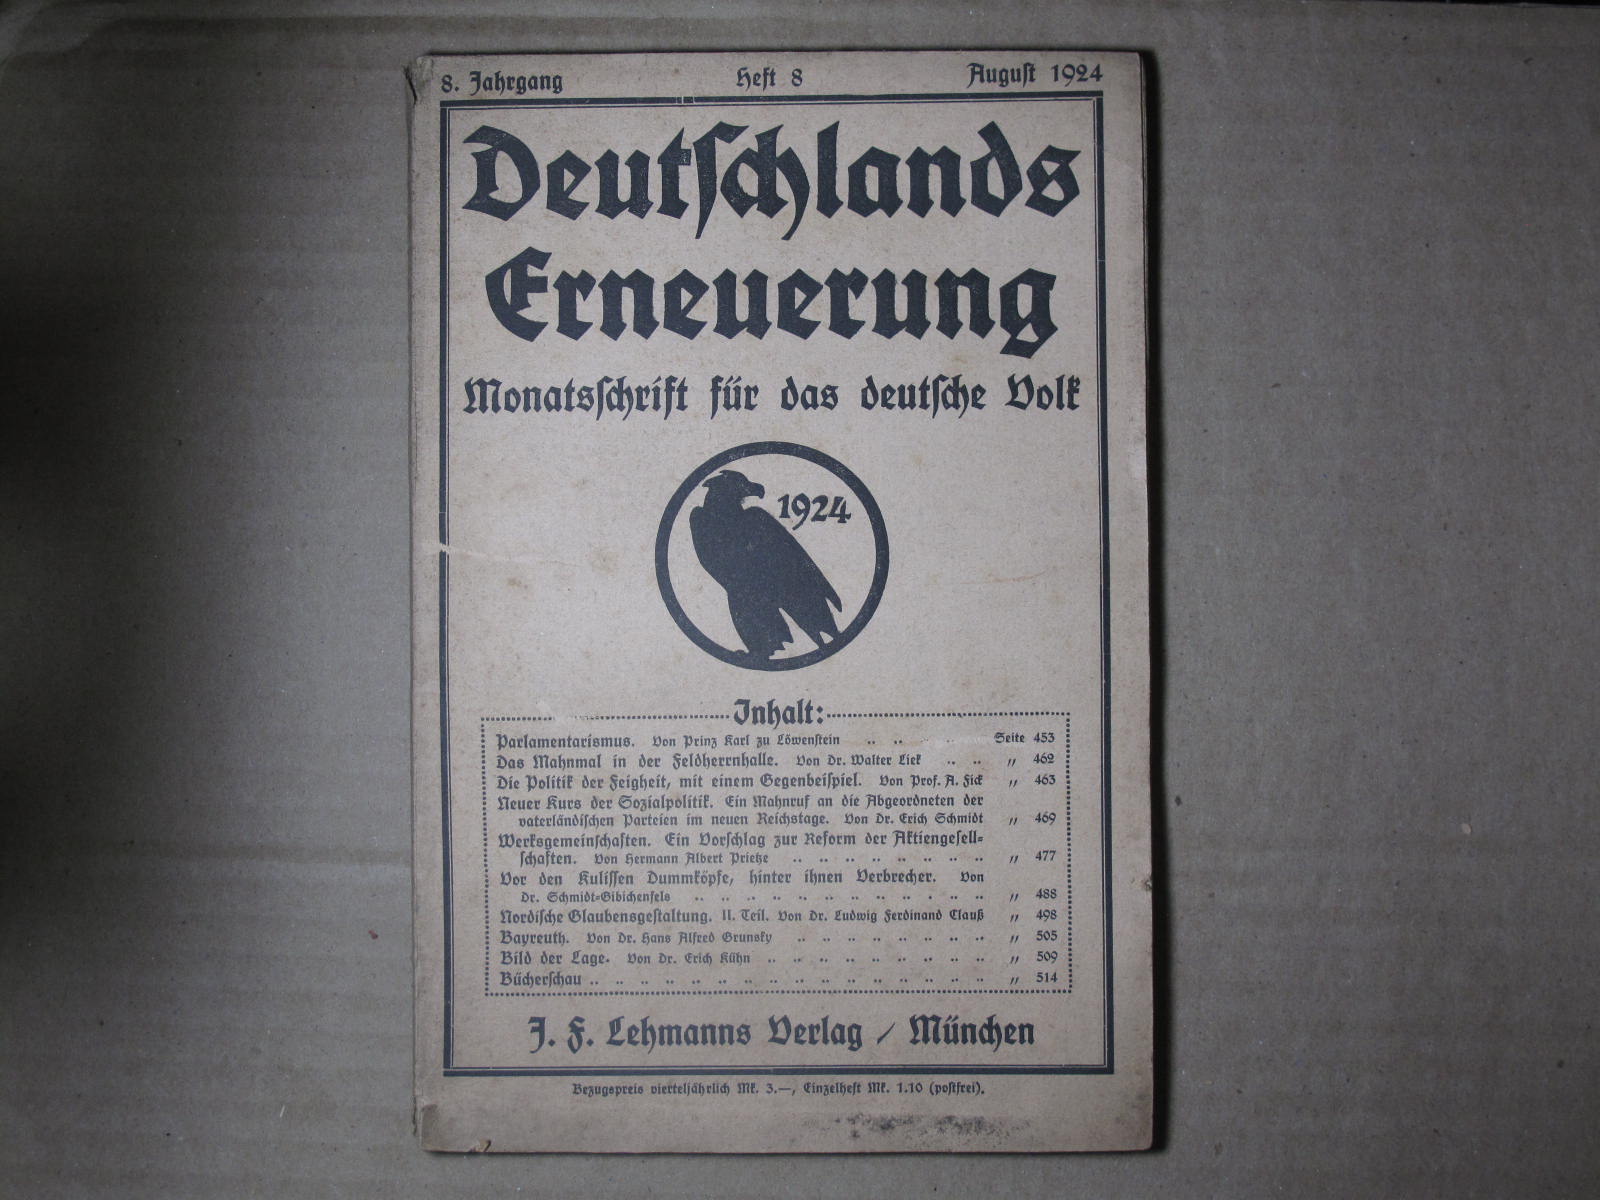 8. Jahrgang Heft 8 August 1924
Deutschlands
Erneuerung
Monatsschrift für das deutsche Volk
1924
Inhalt:
Parlamentarismus. Von Prinz Karl zu Löwenstein .. .. .. Seite 453
Das Mahnmal in der Feldherrnhalle. Von Dr. Walter Liek .. .. „ 462
Die Politik der Feigheit, mit einem Gegenbeispiel. Von Prof. A. Fick „ 463
Neuer Kurs der Sozialpolitik. Ein Mahnruf an die Abgeordneten der
vaterländischen Parteien im neuen Reichstage. Von Dr. Erich Schmidt „ 469
Werksgemeinschaften. Ein Vorschlag zur Reform der Aktiengesell-
schaften. Von Hermann Albert Prietze .. .. .. .. .. .. .. .. „ 477
Vor den Kulissen Dummköpfe, hinter ihnen Verbrecher. Von
Dr. Schmidt-Gibichenfels .. .. .. .. .. .. .. .. .. .. .. .. „ 488
Nordische Glaubensgestaltung. II. Teil. Von Dr. Ludwig Ferdinand Clauß „ 498
Bayreuth. Von Dr. Hans Alfred Grunsky .. .. .. .. .. .. .. .. „ 505
Bild der Lage. Von Dr. Erich Kühn .. .. .. .. .. .. .. .. .. „ 509
Bücherschau .. .. .. .. .. .. .. .. .. .. .. .. .. .. .. .. „ 514
J. F. Lehmanns Verlag / München
Bezugspreis vierteljährlich Mk. 3.—, Einzelheft Mk. 1.10 (postfrei).